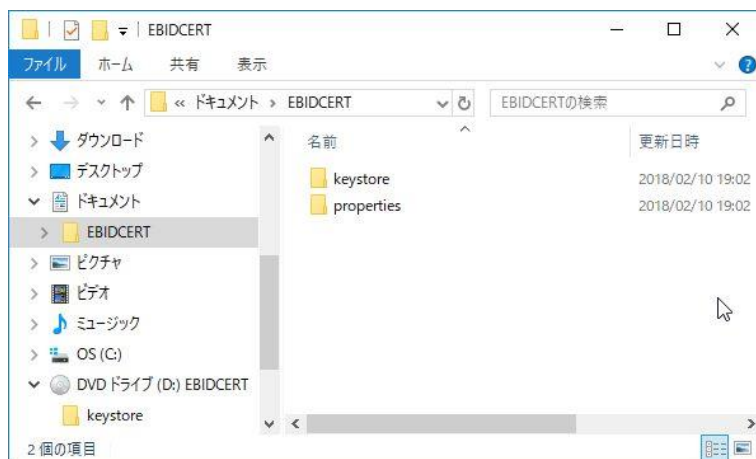 EBIDCERT
ファイル ホーム 共有 表示
« ドキュメント > EBIDCERT EBIDCERTの検索
ダウンロード
デスクトップ
ドキュメント
EBIDCERT
ピクチャ
ビデオ
ミュージック
OS (C:)
DVD ドライブ (D:) EBIDCERT
keystore
名前 更新日時
keystore 2018/02/10 19:02
properties 2018/02/10 19:02
2 個の項目